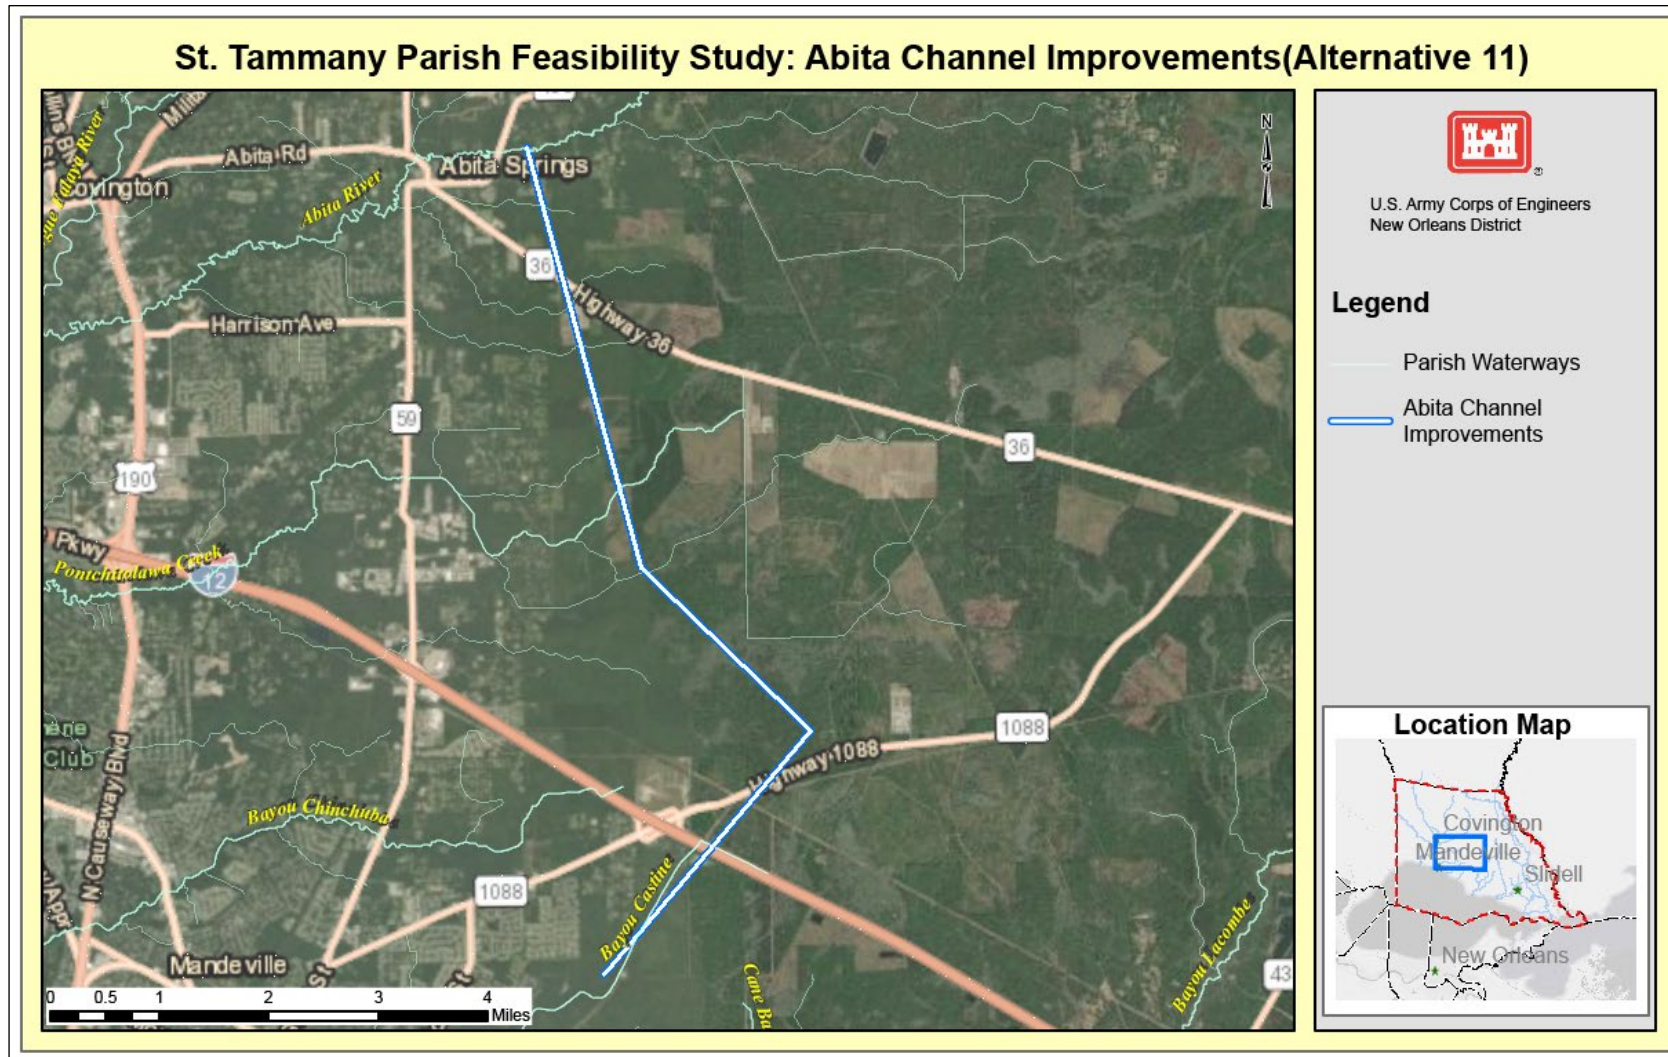 St. Tammany Parish Feasibility Study: Abita Channel Improvements(Alternative 11)
Abita Rd
Abita Springs
Covington
Abita River
N
36
Highway 36
Harrison Ave
59
36
190
Pkwy
Pontchitolawa Creek
12
Club
N Causeway Blvd
1088
Highway 1088
Bayou Chinchuba
1088
Bayou Castine
Bayou Lacombe
Mandeville
43
0 0.5 1 2 3 4
Miles
U.S. Army Corps of Engineers
New Orleans District
Legend
Parish Waterways
Abita Channel
Improvements
Location Map
Covington
Mandeville
Slidell
New Orleans